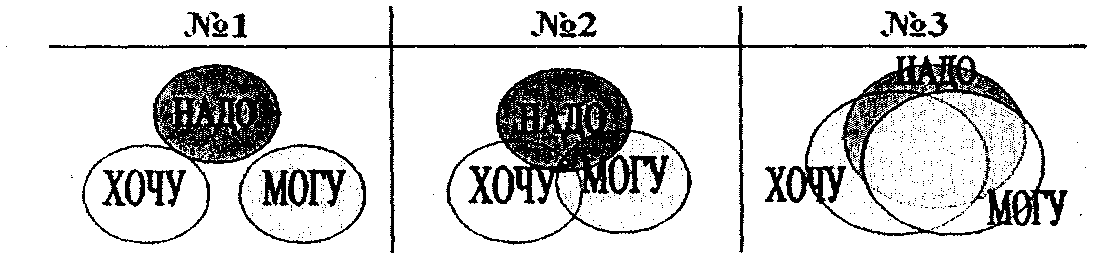 №1 №2 №3
НАДО НАДО НАДО
ХОЧУ МОГУ ХОЧУ МОГУ ХОЧУ МОГУ